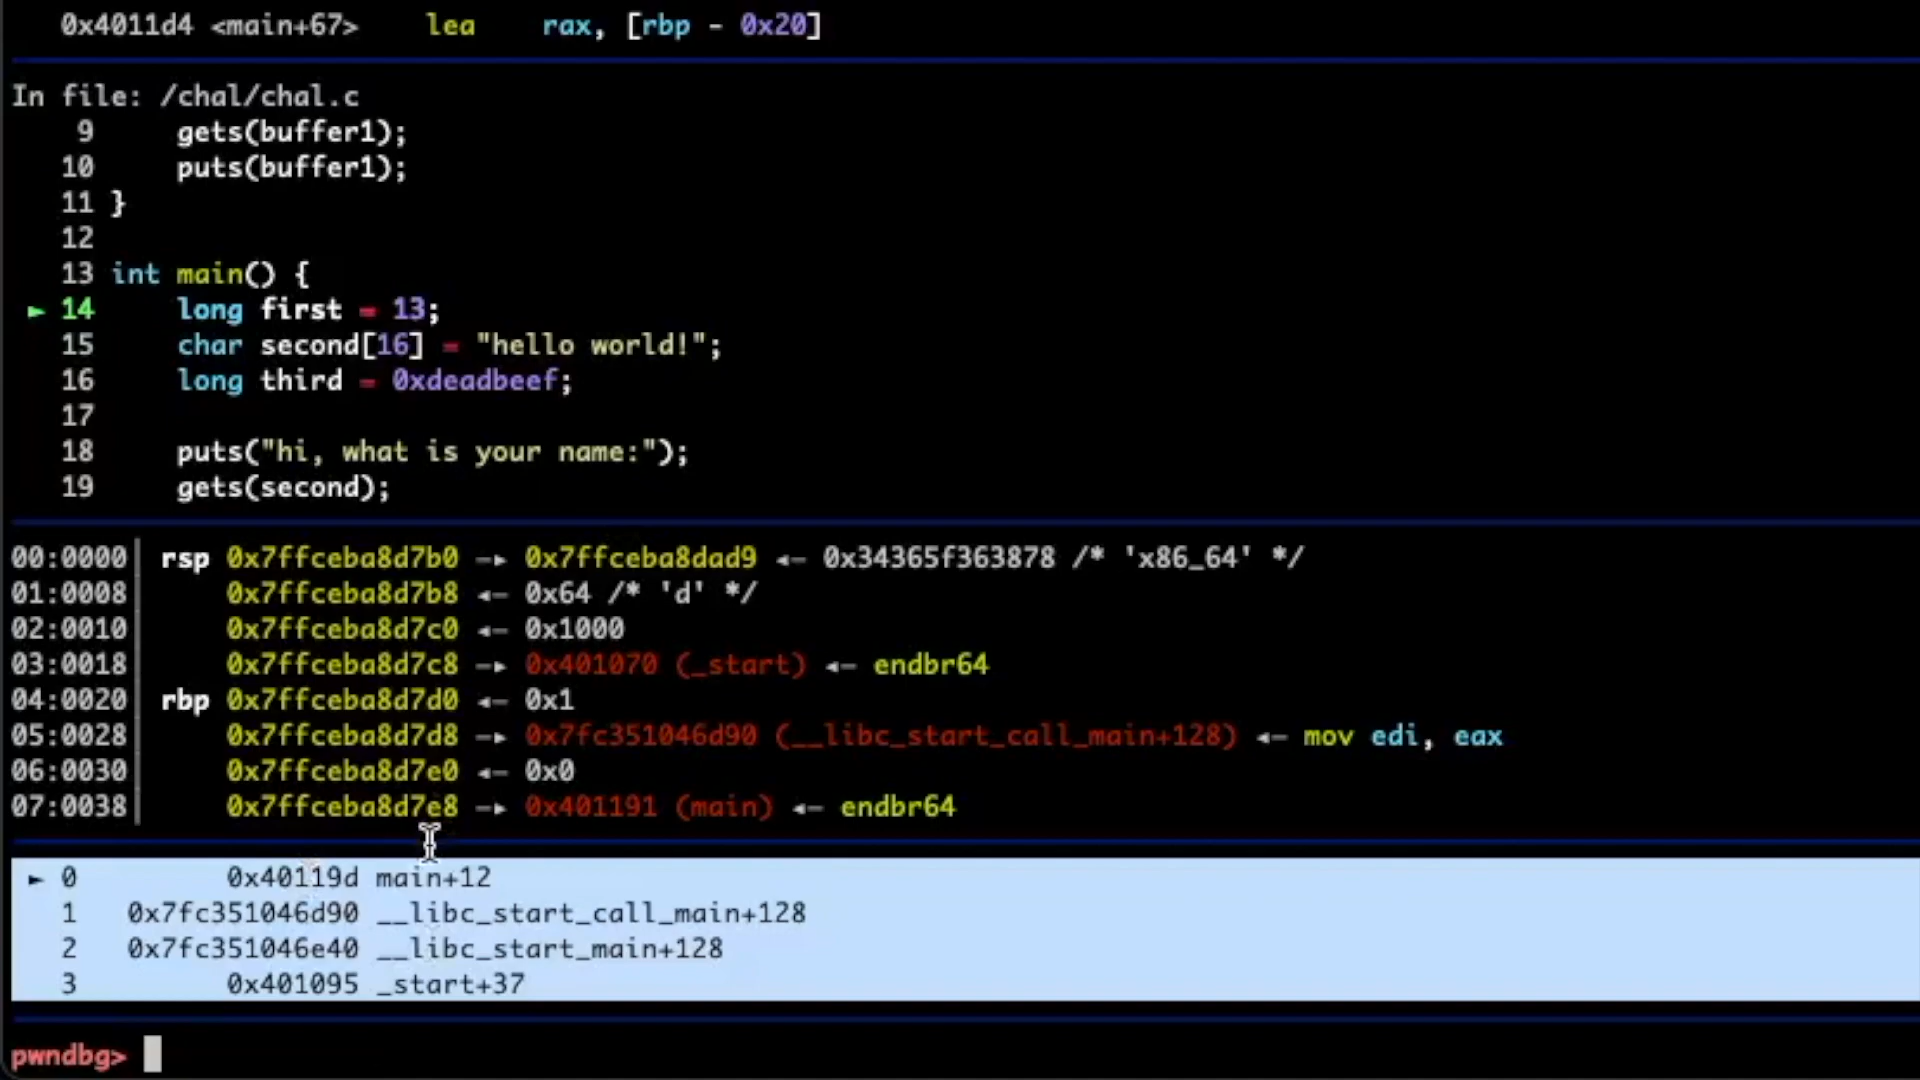 0x4011d4 <main+67>    lea    rax, [rbp - 0x20]
In file: /chal/chal.c
    9     gets(buffer1);
   10     puts(buffer1);
   11 }
   12
   13 int main() {
 ► 14     long first = 13;
   15     char second[16] = "hello world!";
   16     long third = 0xdeadbeef;
   17
   18     puts("hi, what is your name:");
   19     gets(second);
00:0000│ rsp 0x7ffceba8d7b0 —▸ 0x7ffceba8dad9 ◂— 0x34365f363878 /* 'x86_64' */
01:0008│     0x7ffceba8d7b8 ◂— 0x64 /* 'd' */
02:0010│     0x7ffceba8d7c0 ◂— 0x1000
03:0018│     0x7ffceba8d7c8 —▸ 0x401070 (_start) ◂— endbr64
04:0020│ rbp 0x7ffceba8d7d0 ◂— 0x1
05:0028│     0x7ffceba8d7d8 —▸ 0x7fc351046d90 (__libc_start_call_main+128) ◂— mov edi, eax
06:0030│     0x7ffceba8d7e0 ◂— 0x0
07:0038│     0x7ffceba8d7e8 —▸ 0x401191 (main) ◂— endbr64
 ► 0         0x40119d main+12
   1   0x7fc351046d90 __libc_start_call_main+128
   2   0x7fc351046e40 __libc_start_main+128
   3         0x401095 _start+37
pwndbg>